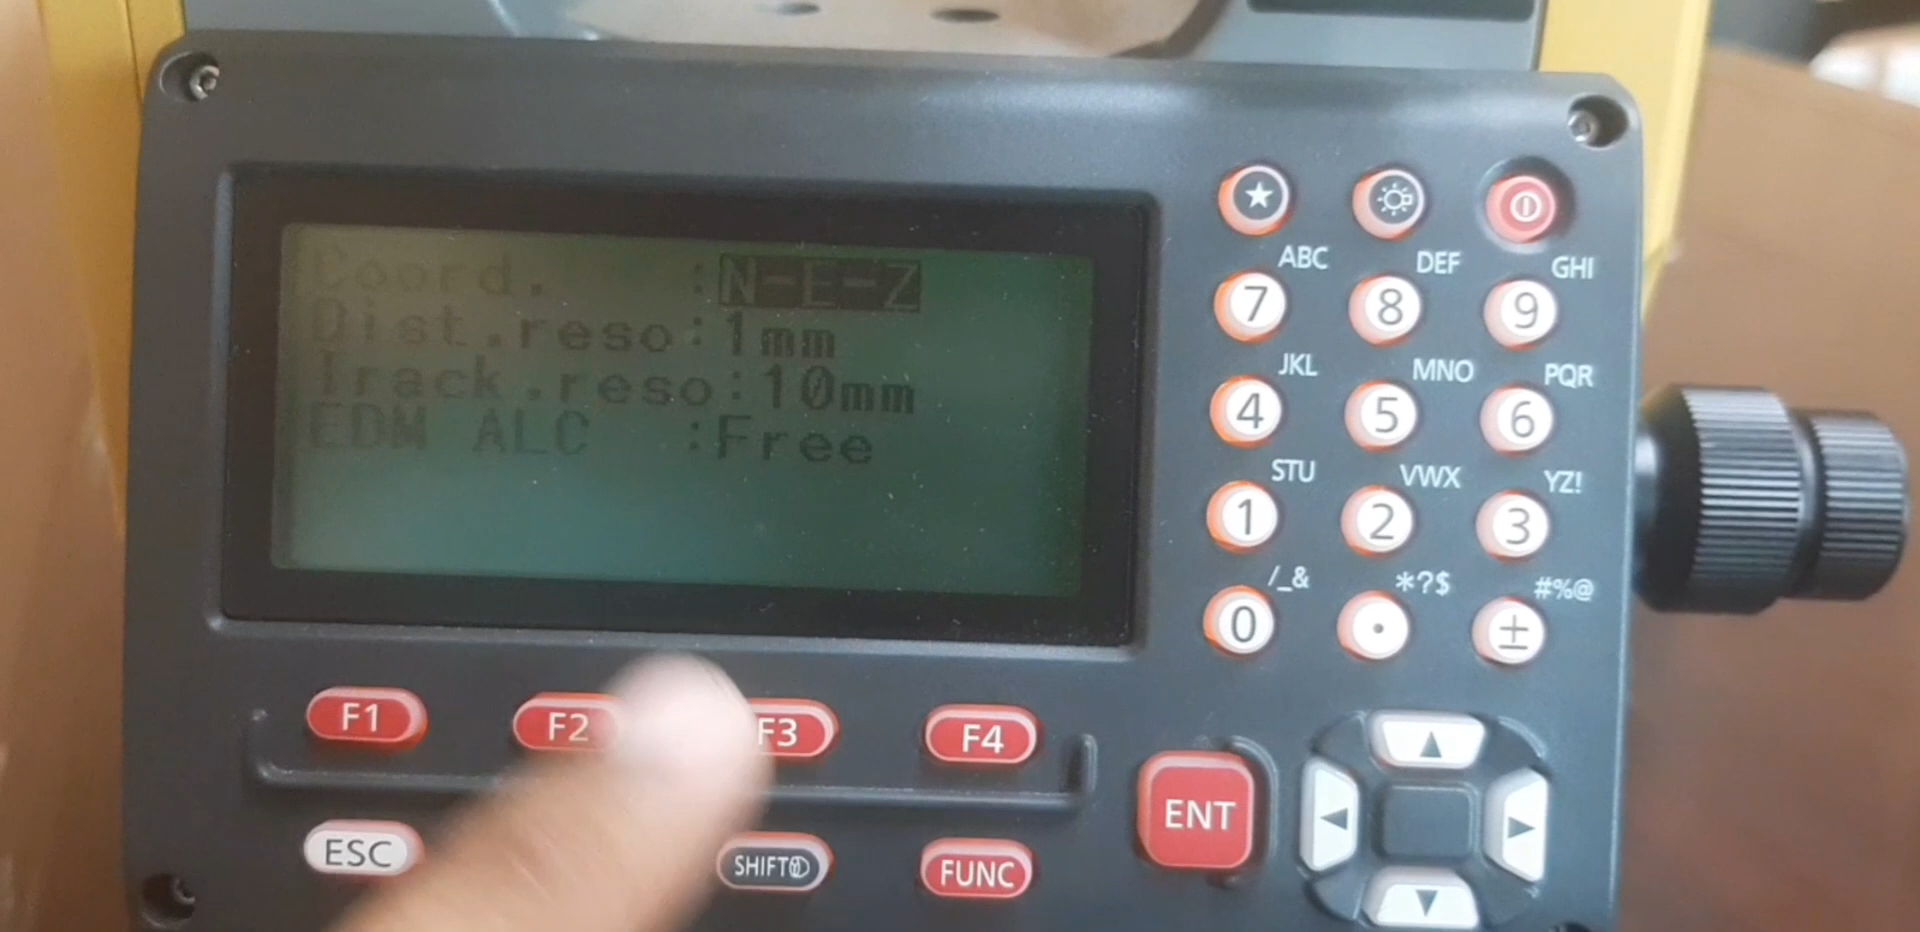 Coord. :N-E-Z
Dist.reso:1mm
Track.reso:10mm
EDM ALC :Free
★
ABC DEF GHI
7 8 9
JKL MNO PQR
4 5 6
STU VWX YZ!
1 2 3
/_& *?$ #%@
0 . ±
F1 F2 F3 F4
ESC SHIFT FUNC
ENT
▲
◀ ▶
▼